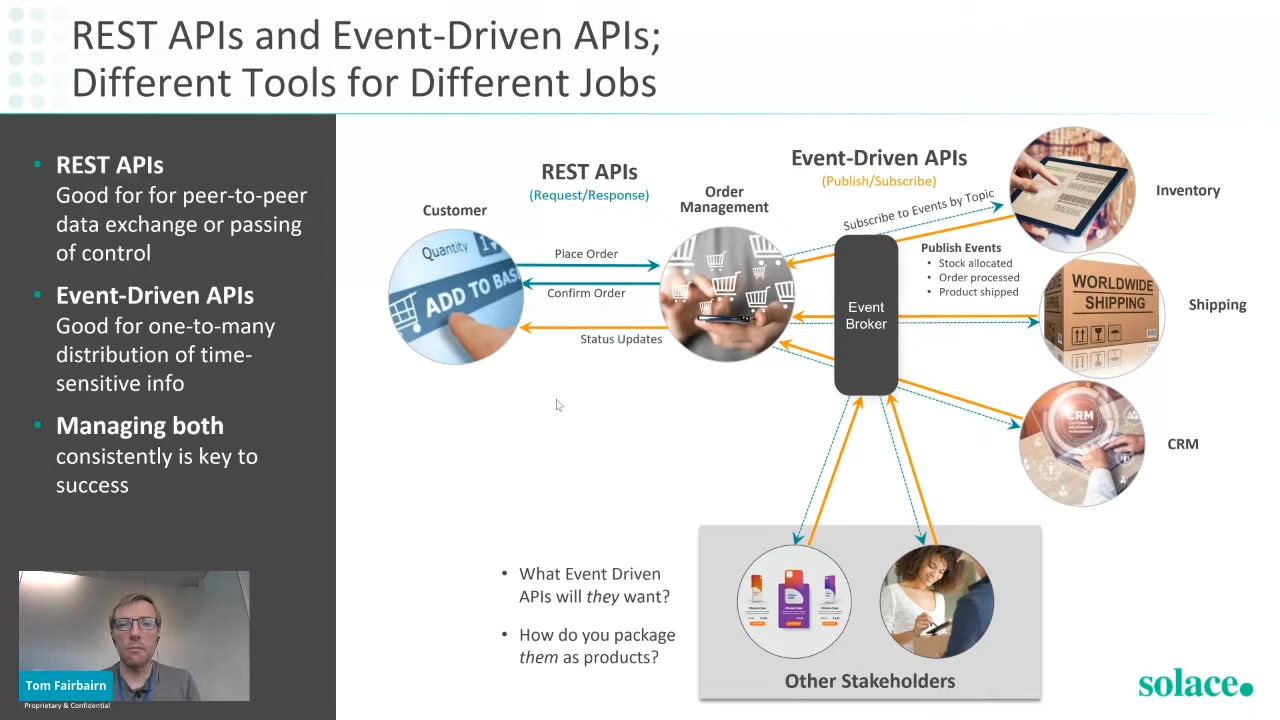 REST APIs and Event-Driven APIs;
Different Tools for Different Jobs
• REST APIs
Good for for peer-to-peer
data exchange or passing
of control
• Event-Driven APIs
Good for one-to-many
distribution of time-
sensitive info
• Managing both
consistently is key to
success
Tom Fairbairn
Proprietary & Confidential
REST APIs
(Request/Response)
Customer
Quantity
ADD TO BAS
Place Order
Confirm Order
Status Updates
Order
Management
Event-Driven APIs
(Publish/Subscribe)
Subscribe to Events by Topic
Event
Broker
Publish Events
• Stock allocated
• Order processed
• Product shipped
INVENTORY
TRACKING
Inventory
WORLDWIDE
SHIPPING
Shipping
CRM
CRM
• What Event Driven
APIs will they want?
• How do you package
them as products?
Other Stakeholders
solace.